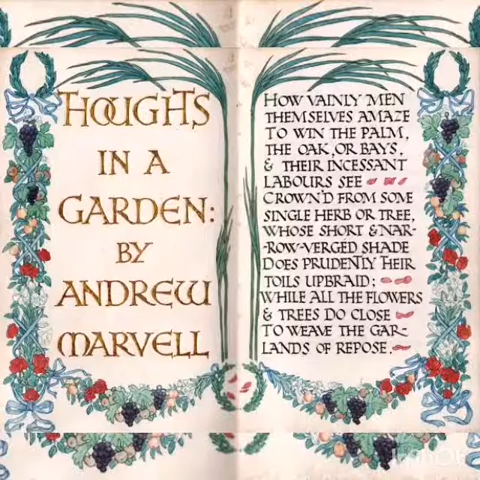 THOUGHTS
IN A
GARDEN:
BY
ANDREW
MARVELL
HOW VAINLY MEN
THEMSELVES AMAZE
TO WIN THE PALM,
THE OAK, OR BAYS,
& THEIR INCESSANT
LABOURS SEE
CROWN'D FROM SOME
SINGLE HERB OR TREE,
WHOSE SHORT & NAR-
-ROW-VERGÉD SHADE
DOES PRUDENTLY THEIR
TOILS UPBRAID:
WHILE ALL THE FLOWERS
& TREES DO CLOSE
TO WEAVE THE GAR-
LANDS OF REPOSE.